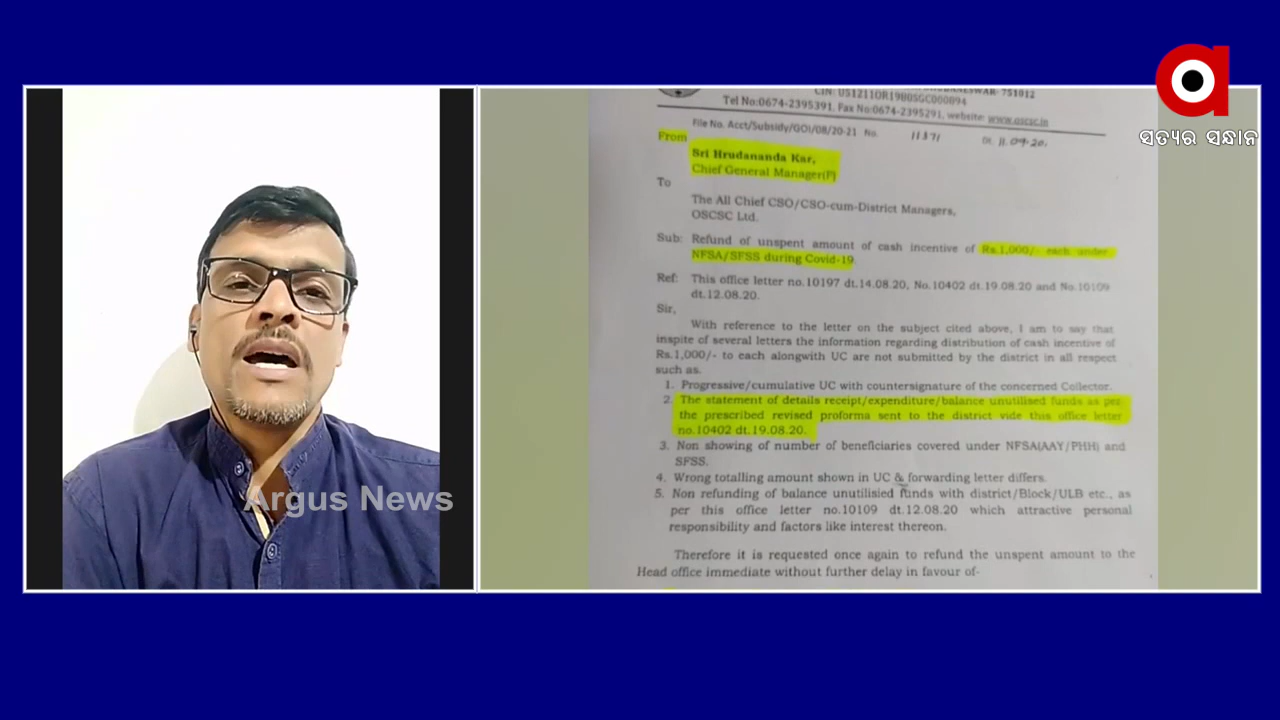 ସତ୍ୟର ସନ୍ଧାନ
Argus News
CIN: U51211OR1980SGC000894
Tel No:0674-2395391, Fax No:0674-2395291, website: www.oscsc.in
File No. Acct/Subsidy/GOI/08/20-21 No. 11371 Dt. 11.09.20.
From
Sri Hrudananda Kar,
Chief General Manager(F)
To
The All Chief CSO/CSO-cum-District Managers,
OSCSC Ltd.
Sub: Refund of unspent amount of cash incentive of Rs.1,000/- each under
NFSA/SFSS during Covid-19
Ref: This office letter no.10197 dt.14.08.20, No.10402 dt.19.08.20 and No.10109
dt.12.08.20.
Sir,
With reference to the letter on the subject cited above, I am to say that
inspite of several letters the information regarding distribution of cash incentive of
Rs.1,000/- to each alongwith UC are not submitted by the district in all respect
such as.
1. Progressive/cumulative UC with countersignature of the concerned Collector.
2. The statement of details receipt/expenditure/balance unutilised funds as per
the prescribed revised proforma sent to the district vide this office letter
no.10402 dt.19.08.20.
3. Non showing of number of beneficiaries covered under NFSA(AAY/PHH) and
SFSS.
4. Wrong totalling amount shown in UC & forwarding letter differs.
5. Non refunding of balance unutilisied funds with district/Block/ULB etc., as
per this office letter no.10109 dt.12.08.20 which attractive personal
responsibility and factors like interest thereon.
Therefore it is requested once again to refund the unspent amount to the
Head office immediate without further delay in favour of-